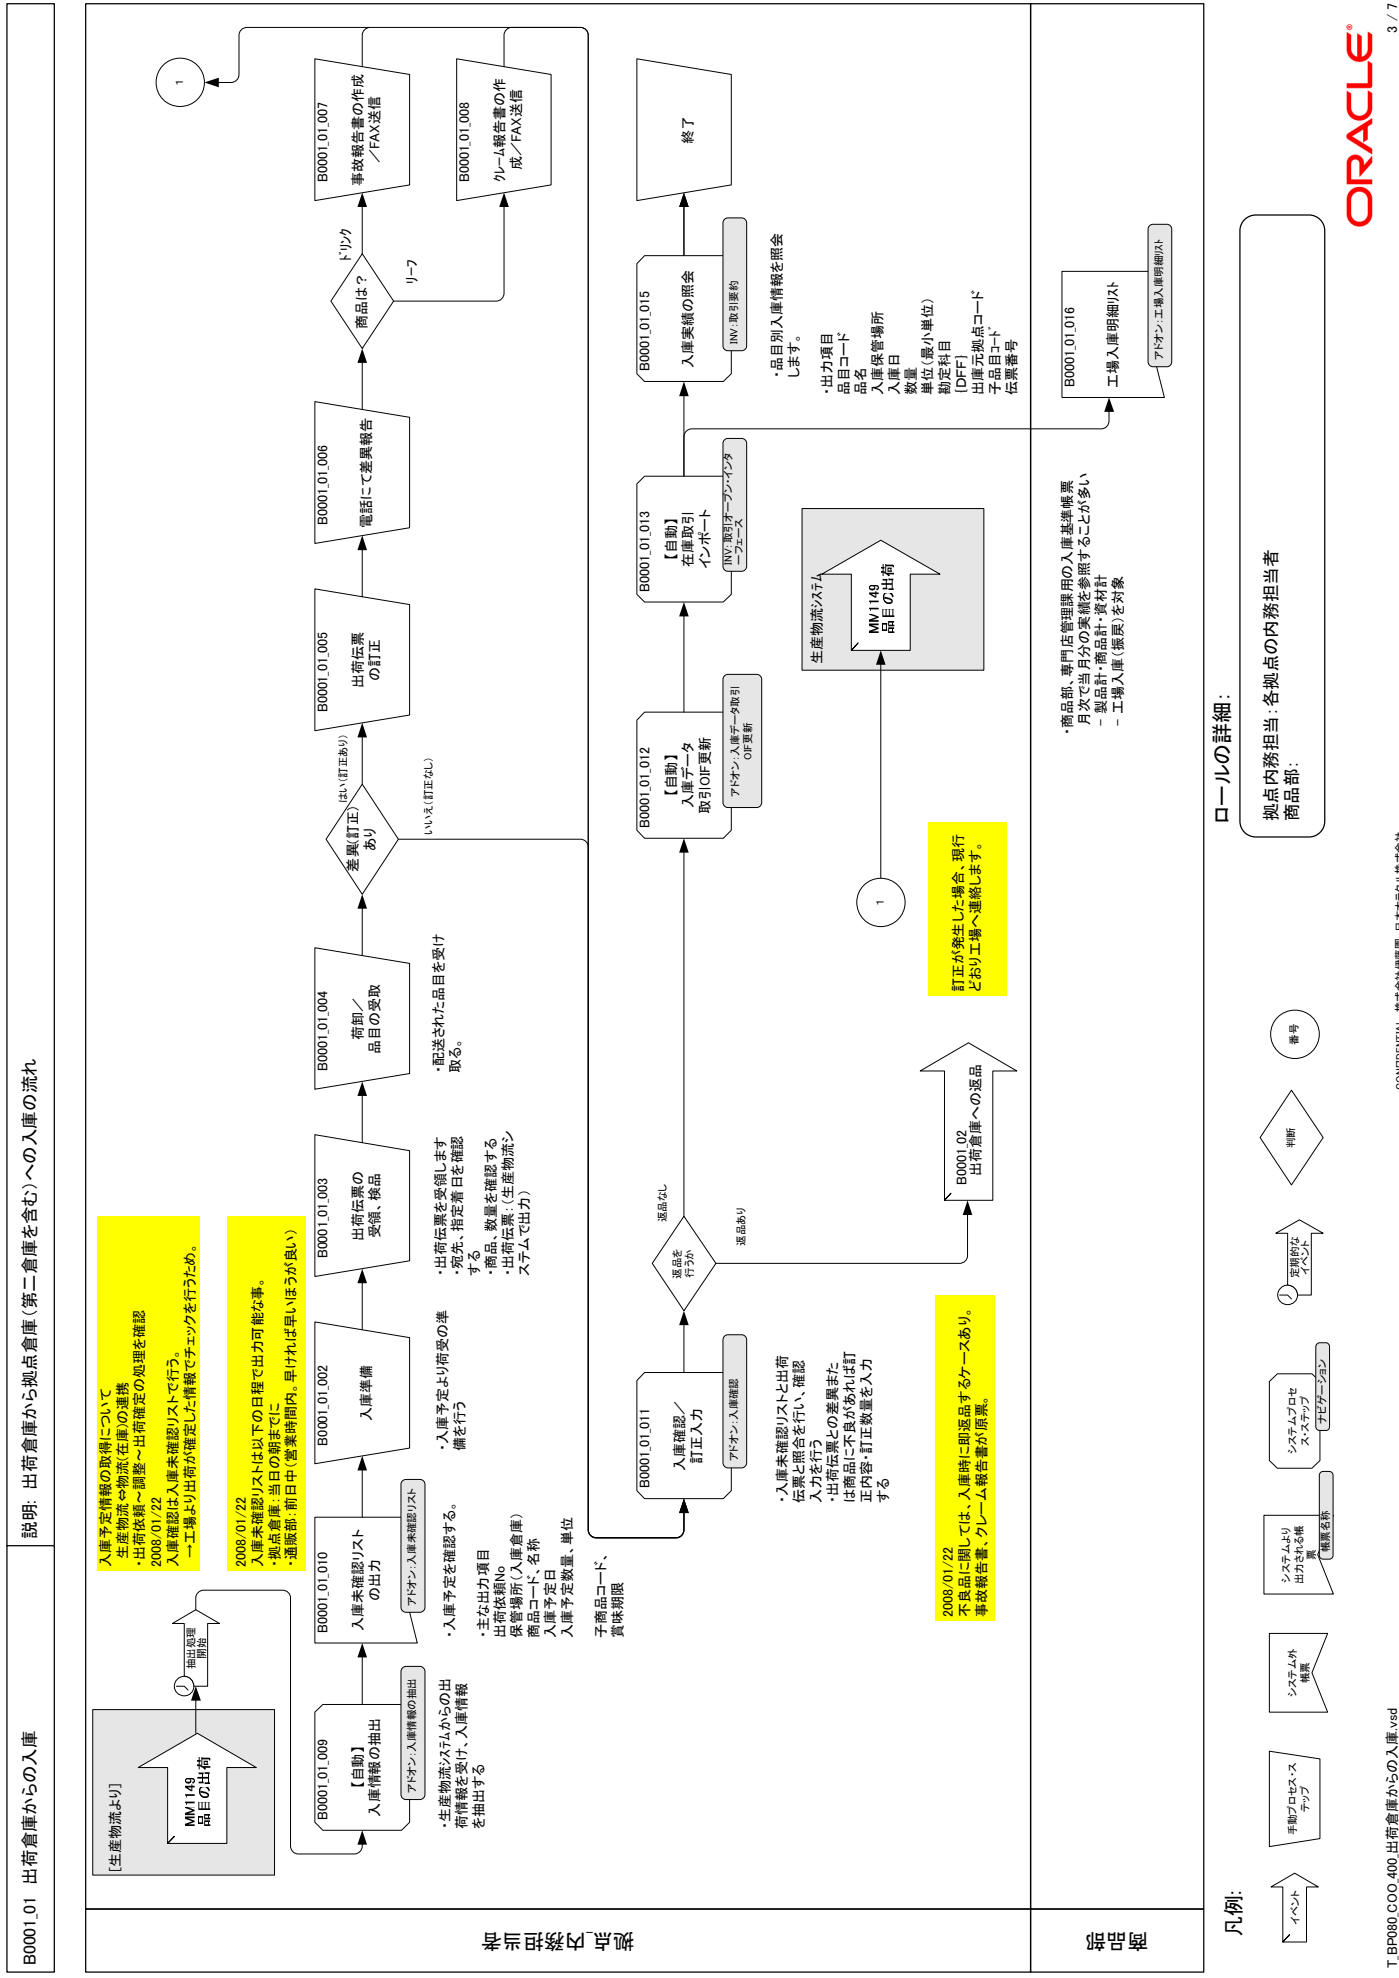 B0001_01　出荷倉庫からの入庫
説明: 出荷倉庫から拠点倉庫(第二倉庫を含む)への入庫の流れ
拠点_内務担当者
[生産物流より]
MM1149
品目の出荷
抽出処理
開始
入庫予定情報の取得について
生産物流⇔物流(在庫)の連携
・出荷依頼～調整～出荷確定の処理を確認
2008/01/22
入庫確認は入庫未確認リストで行う。
→工場より出荷が確定した情報でチェックを行うため。
2008/01/22
入庫未確認リストは以下の日程で出力可能な事。
・拠点倉庫:当日の朝までに
・通販部:前日中(営業時間内。早ければ早いほうが良い)
1
B0001_01_009
【自動】
入庫情報の抽出
アドオン:入庫情報の抽出
・生産物流システムからの出
荷情報を受け、入庫情報
を抽出する
B0001_01_010
入庫未確認リスト
の出力
アドオン:入庫未確認リスト
・入庫予定を確認する。
・主な出力項目
出荷依頼No
保管場所(入庫倉庫)
商品コード、名称
入庫予定日
入庫予定数量、単位
子商品コード、
賞味期限
B0001_01_002
入庫準備
・入庫予定より荷受の準
備を行う
B0001_01_003
出荷伝票の
受領、検品
・出荷伝票を受領します
・宛先、指定着日を確認
する
・商品、数量を確認する
・出荷伝票:(生産物流シ
ステムで出力)
B0001_01_004
荷卸／
品目の受取
・配送された品目を受け
取る。
差異(訂正)
あり
はい(訂正あり)
いいえ(訂正なし)
B0001_01_005
出荷伝票
の訂正
B0001_01_006
電話にて差異報告
商品は？
ドリンク
リーフ
B0001_01_007
事故報告書の作成
／FAX送信
B0001_01_008
クレーム報告書の作
成／FAX送信
B0001_01_011
入庫確認／
訂正入力
アドオン:入庫確認
・入庫未確認リストと出荷
伝票と照合を行い、確認
入力を行う
・出荷伝票との差異また
は商品に不良があれば訂
正内容・訂正数量を入力
する
返品を
行うか
返品なし
返品あり
B0001_01_012
【自動】
入庫データ
取引OIF更新
アドオン:入庫データ取引
OIF更新
B0001_01_013
【自動】
在庫取引
インポート
INV:取引オープン・インタ
ーフェース
B0001_01_015
入庫実績の照会
INV:取引要約
・品目別入庫情報を照会
します。
・出力項目
品目コード
品名
入庫保管場所
入庫日
数量
単位(最小単位)
勘定科目
[DFF]
出庫元拠点コード
子品目コード
伝票番号
終了
2008/01/22
不良品に関しては、入庫時に即返品するケースあり。
事故報告書、クレーム報告書が原票。
B0001_02
出荷倉庫への返品
訂正が発生した場合、現行
どおり工場へ連絡します。
1
生産物流システム
MM1149
品目の出荷
商品部
・商品部、専門店管理課用の入庫基準帳票
月次で当月分の実績を参照することが多い
－ 製品計・商品計・資材計
－ 工場入庫(振戻)を対象
B0001_01_016
工場入庫明細リスト
アドオン:工場入庫明細リスト
凡例:
イベント
手動プロセス・ス
テップ
システム外
帳票
システムより
出力される帳
票
帳票名称
システムプロセ
ス・ステップ
ナビゲーション
定期的な
イベント
判断
番号
ロールの詳細:
拠点内務担当:各拠点の内務担当者
商品部:
ORACLE
T_BP080_COO_400_出荷倉庫からの入庫.vsd
3 / 7